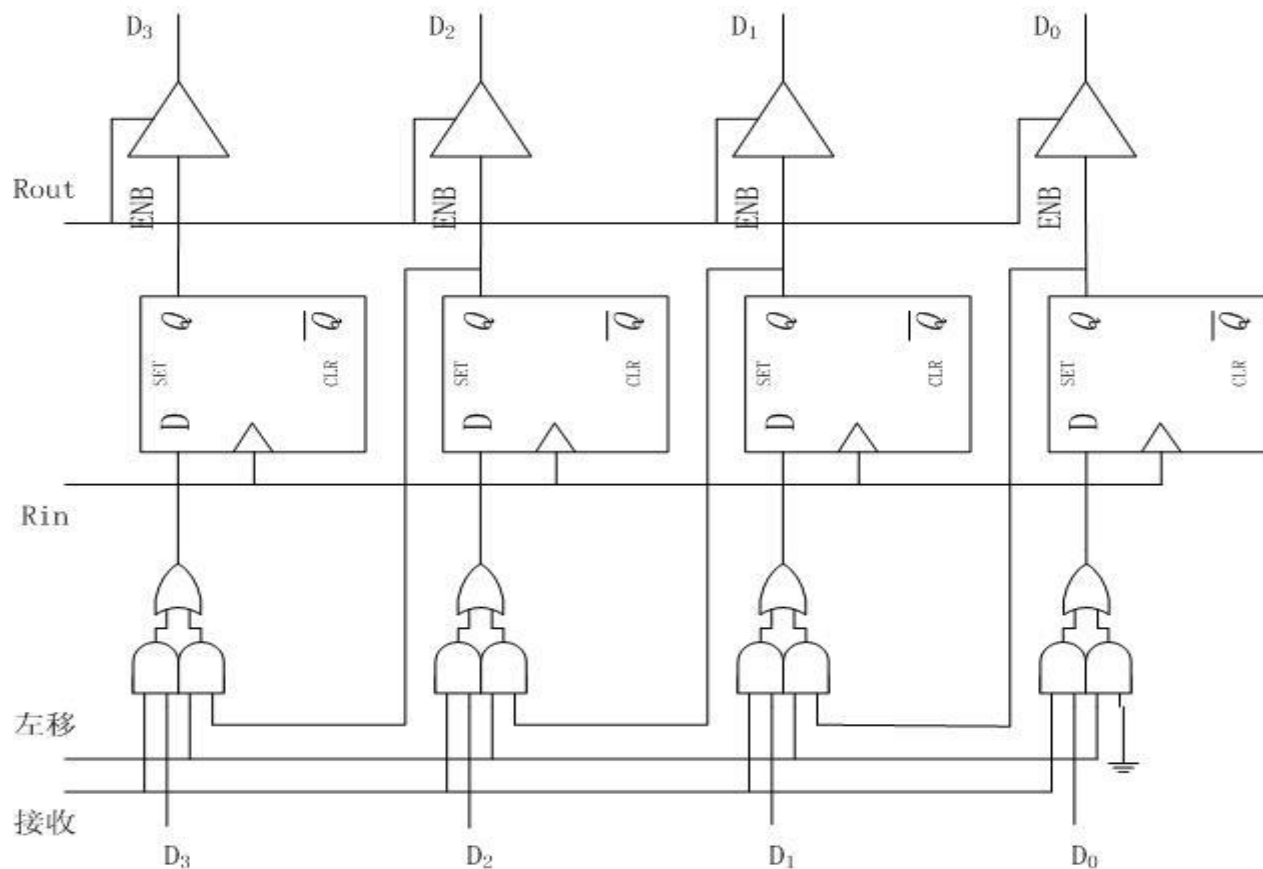 D₃ D₂ D₁ D₀
Rout
ENB ENB ENB ENB
Q Q̅ Q Q̅ Q Q̅ Q Q̅
SET CLR SET CLR SET CLR SET CLR
D D D D
Rin
左移
接收
D₃ D₂ D₁ D₀